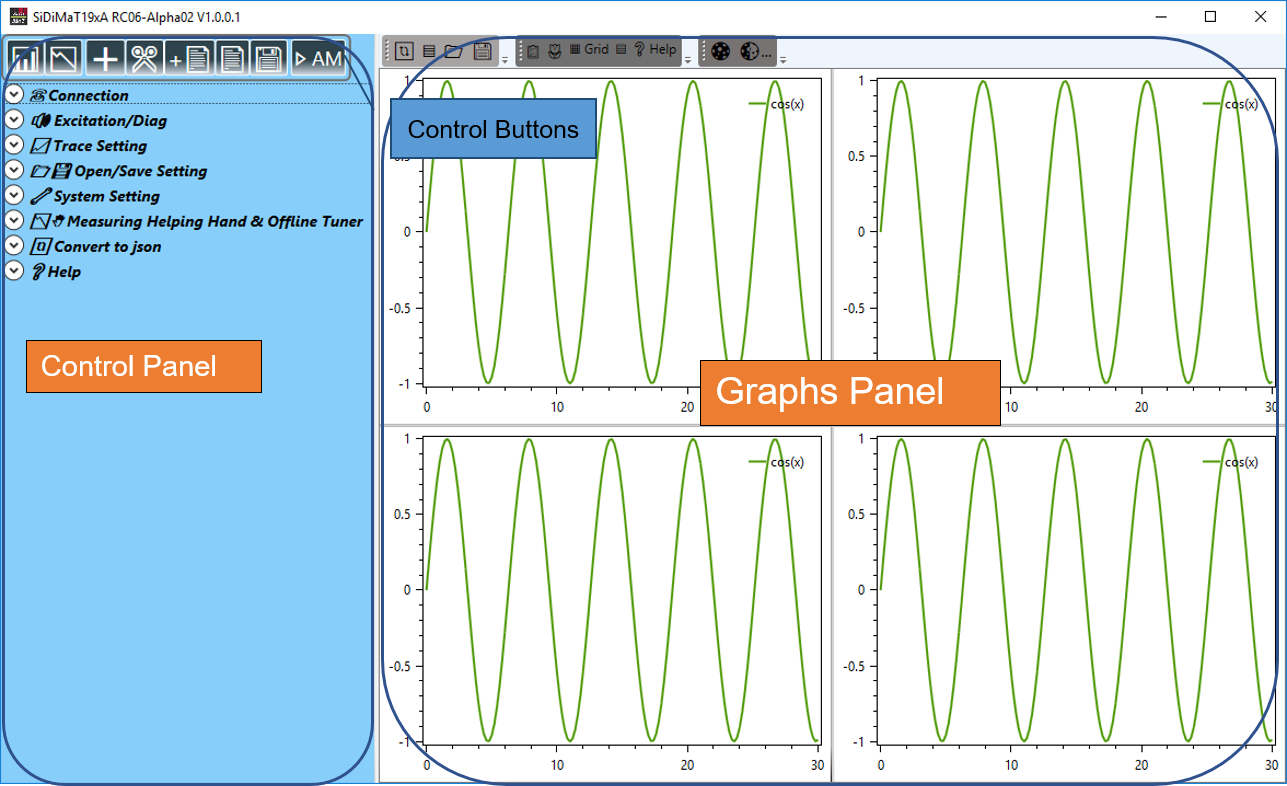 SiDiMaT19xA RC06-Alpha02 V1.0.0.1
+ AM
Grid Help ...
Connection
Excitation/Diag
Trace Setting
Open/Save Setting
System Setting
Measuring Helping Hand & Offline Tuner
Convert to json
Help
Control Panel
Control Buttons
Graphs Panel
1
0.5
0
-0.5
-1
0 10 20
cos(x)
1
0.5
0
-0.5
-1
10 20 30
cos(x)
1
0.5
0
-0.5
-1
0 10 20 30
cos(x)
1
0.5
0
-0.5
-1
0 10 20 30
cos(x)